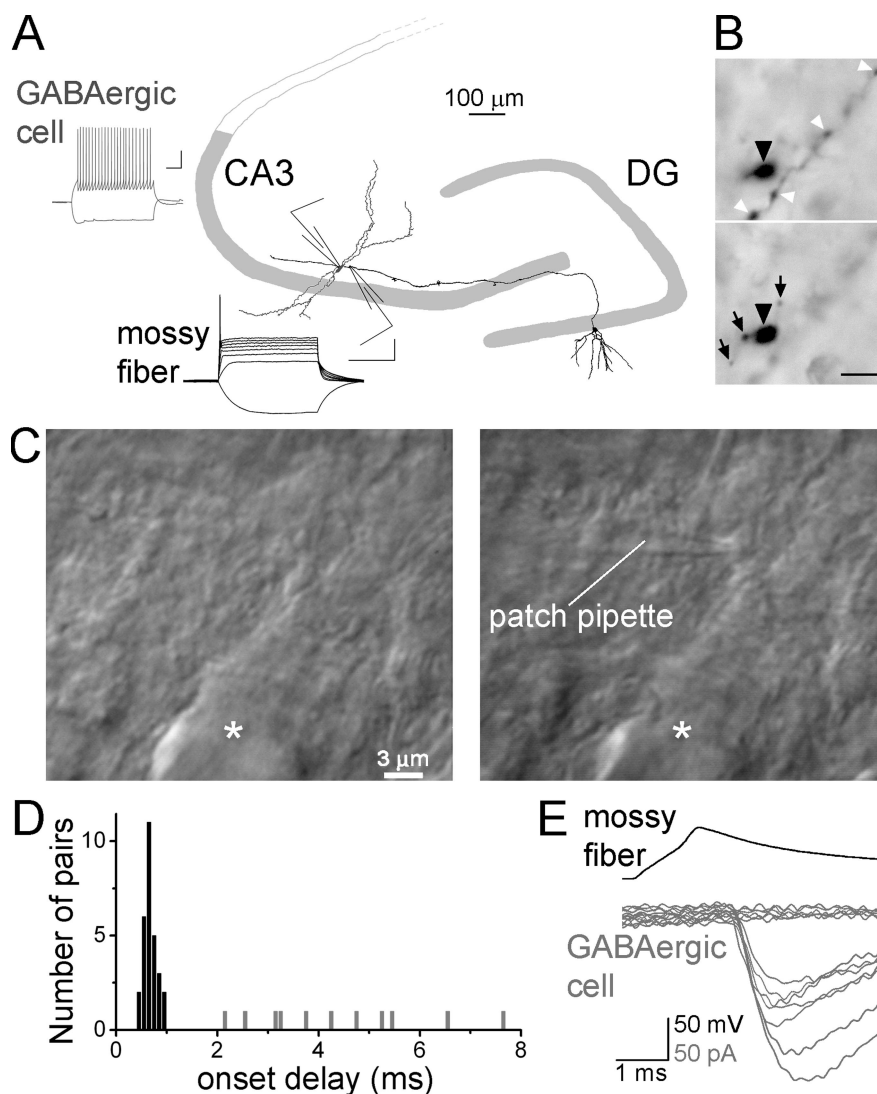 A
GABAergic
cell
100 μm
CA3
DG
mossy
fiber
B
C
*
3 μm
patch pipette
*
D
Number of pairs
10
5
0
0
2
4
6
8
onset delay (ms)
E
mossy
fiber
GABAergic
cell
50 mV
50 pA
1 ms